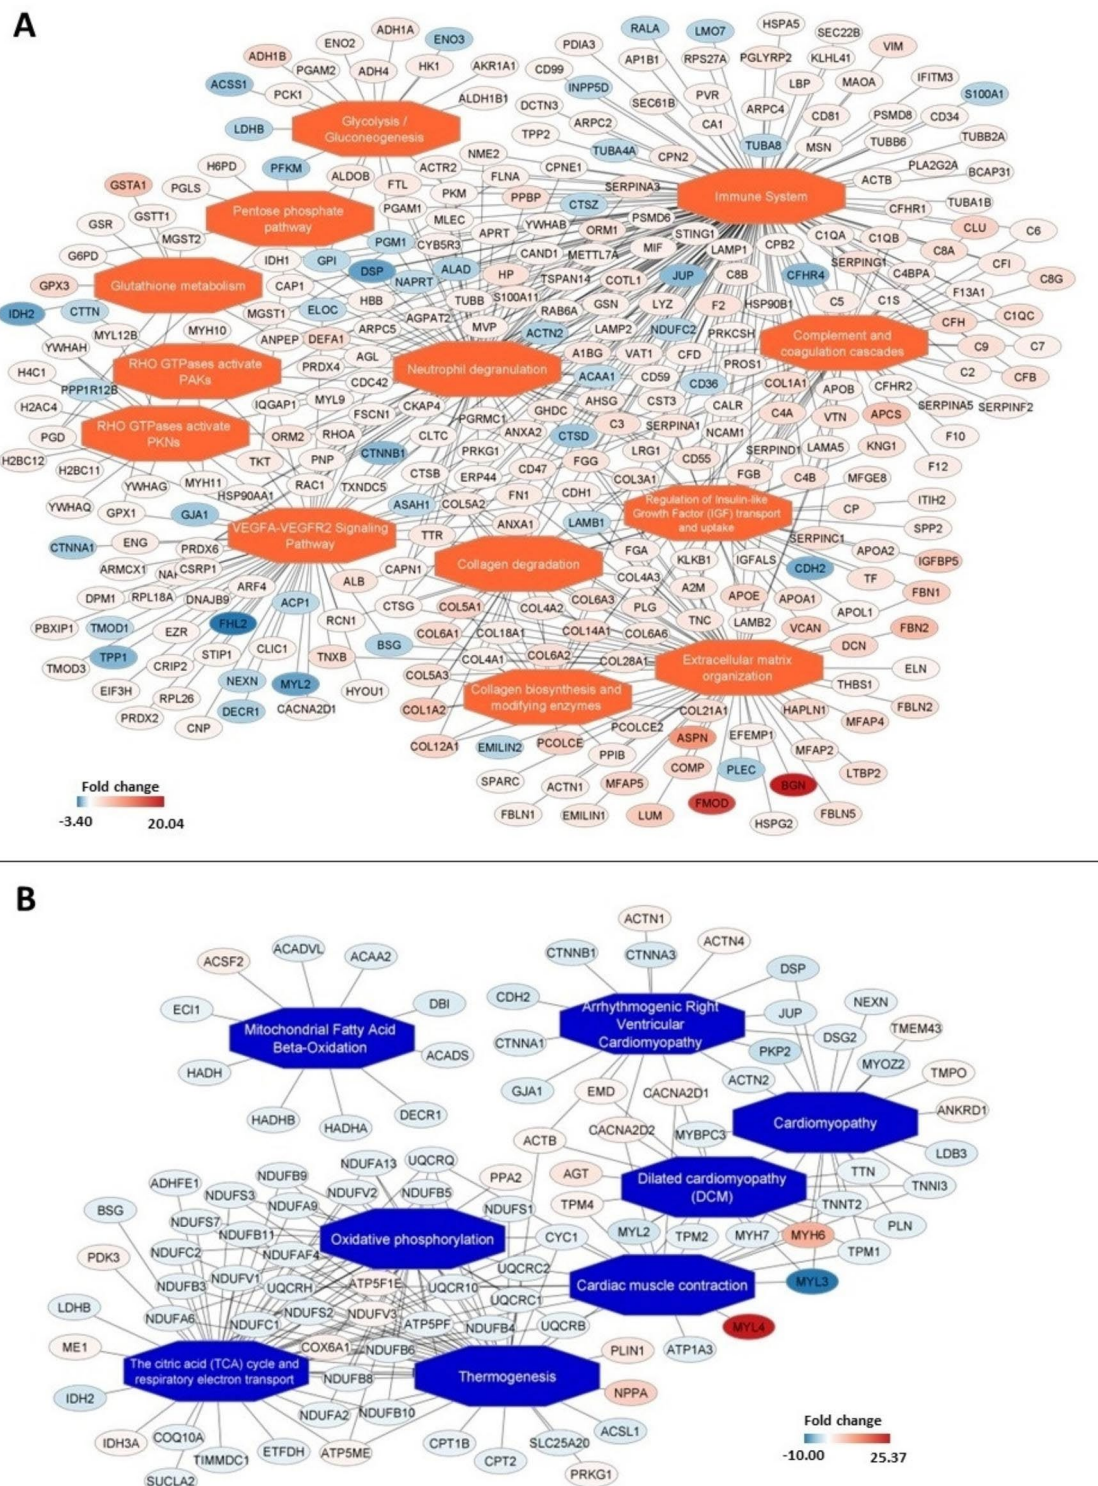 A
ADH1A
ENO2
ENO3
ADH1B
PGAM2
ADH4
HK1
AKR1A1
ACSS1
PCK1
ALDH1B1
Glycolysis /
Gluconeogenesis
LDHB
RALA
LMO7
HSPA5
SEC22B
PDIA3
VIM
AP1B1
RPS27A
PGLYRP2
KLHL41
CD99
INPP5D
LBP
MAOA
IFITM3
S100A1
DCTN3
SEC61B
PVR
ARPC4
CD81
PSMD8
CD34
TPP2
ARPC2
CA1
TUBA8
MSN
TUBB6
TUBB2A
TUBA4A
CPN2
PLA2G2A
BCAP31
H6PD
PFKM
ALDOB
ACTR2
NME2
CPNE1
FLNA
SERPINA3
Immune System
ACTB
GSTA1
PGLS
FTL
PKM
PPBP
CTSZ
CFHR1
TUBA1B
GSTT1
Pentose phosphate
pathway
PGAM1
MLEC
YWHAB
ORM1
PSMD6
STING1
CLU
C6
GSR
MGST2
PGM1
CYB5R3
APRT
CAND1
METTL7A
MIF
LAMP1
CPB2
C1QA
C1QB
C8A
G6PD
IDH1
GPI
DSP
NAPRT
ALAD
HP
TSPAN14
COTL1
JUP
C8B
CFHR4
SERPING1
C4BPA
CFI
C8G
GPX3
Glutathione metabolism
CAP1
HBB
TUBB
S100A11
GSN
LYZ
F2
HSP90B1
C5
C1S
F13A1
IDH2
CTTN
MGST1
ELOC
AGPAT2
RAB6A
CFH
C1QC
MYL12B
MYH10
ANPEP
DEFA1
ARPC5
MVP
ACTN2
LAMP2
NDUFC2
PRKCSH
Complement and
coagulation cascades
C9
C7
YWHAH
AGL
A1BG
VAT1
CFD
PROS1
H4C1
RHO GTPases activate
PAKs
PRDX4
Neutrophil degranulation
ACAA1
CD59
CD36
COL1A1
APOB
CFHR2
C2
CFB
PPP1R12B
CDC42
AHSG
CST3
CALR
H2AC4
IQGAP1
MYL9
FSCN1
CKAP4
PGRMC1
GHDC
C3
SERPINA1
NCAM1
C4A
VTN
APCS
SERPINA5
SERPINF2
PGD
RHO GTPases activate
PKNs
ORM2
RHOA
CLTC
ANXA2
CTSD
LRG1
CD55
SERPIND1
LAMA5
KNG1
F10
H2BC12
H2BC11
TKT
PNP
CTNNB1
PRKG1
CD47
FGG
FGB
C4B
MFGE8
F12
YWHAG
MYH11
RAC1
TXNDC5
CTSB
ERP44
COL3A1
YWHAQ
GPX1
HSP90AA1
ASAH1
COL5A2
FN1
CDH1
Regulation of Insulin-like
Growth Factor (IGF) transport
and uptake
CP
ITIH2
GJA1
VEGFA-VEGFR2 Signaling
Pathway
TTR
ANXA1
LAMB1
SPP2
CTNNA1
ENG
PRDX6
FGA
KLKB1
IGFALS
SERPINC1
APOA2
IGFBP5
ARMCX1
CSRP1
CAPN1
Collagen degradation
COL4A3
CDH2
TF
DPM1
RPL18A
DNAJB9
ARF4
ALB
A2M
APOE
APOA1
FBN1
PBXIP1
TMOD1
EZR
FHL2
ACP1
RCN1
CTSG
COL5A1
COL4A2
COL6A3
PLG
TNC
LAMB2
APOL1
VCAN
FBN2
TPP1
STIP1
CLIC1
BSG
COL6A1
COL18A1
COL14A1
COL6A6
DCN
TMOD3
CRIP2
TNXB
COL4A1
COL6A2
COL28A1
Extracellular matrix
organization
ELN
EIF3H
RPL26
NEXN
MYL2
HYOU1
COL5A3
THBS1
PRDX2
DECR1
CACNA2D1
COL1A2
Collagen biosynthesis and
modifying enzymes
COL21A1
HAPLN1
FBLN2
CNP
PCOLCE2
MFAP4
COL12A1
EMILIN2
PCOLCE
ASPN
EFEMP1
MFAP2
PPIB
SPARC
ACTN1
MFAP5
COMP
PLEC
BGN
LTBP2
FBLN1
EMILIN1
LUM
FMOD
HSPG2
FBLN5
Fold change
-3.40
20.04
B
ACTN1
ACADVL
CTNNB1
CTNNA3
ACTN4
ACSF2
ACAA2
DSP
ECI1
DBI
CDH2
Arrhythmogenic Right
Ventricular
Cardiomyopathy
JUP
NEXN
Mitochondrial Fatty Acid
Beta-Oxidation
ACADS
CTNNA1
DSG2
TMEM43
PKP2
MYOZ2
HADH
GJA1
EMD
CACNA2D1
ACTN2
TMPO
HADHB
HADHA
DECR1
CACNA2D2
MYBPC3
Cardiomyopathy
ANKRD1
ACTB
LDB3
NDUFA13
UQCRQ
ADHFE1
NDUFB9
NDUFV2
NDUFB5
PPA2
AGT
Dilated cardiomyopathy
(DCM)
TTN
TNNI3
BSG
NDUFS3
NDUFA9
NDUFS1
TPM4
TNNT2
NDUFS7
NDUFB11
Oxidative phosphorylation
CYC1
MYL2
TPM2
MYH7
MYH6
PLN
PDK3
NDUFC2
NDUFAF4
TPM1
NDUFB3
NDUFV1
UQCRH
ATP5F1E
UQCR10
UQCRC2
Cardiac muscle contraction
MYL3
LDHB
NDUFA6
NDUFC1
NDUFS2
NDUFV3
ATP5PF
UQCRC1
NDUFB4
UQCRB
MYL4
ME1
COX6A1
NDUFB6
PLIN1
ATP1A3
The citric acid (TCA) cycle and
respiratory electron transport
NDUFB8
Thermogenesis
NPPA
IDH2
NDUFA2
NDUFB10
IDH3A
COQ10A
ETFDH
ATP5ME
CPT1B
SLC25A20
ACSL1
TIMMDC1
CPT2
SUCLA2
PRKG1
Fold change
-10.00
25.37